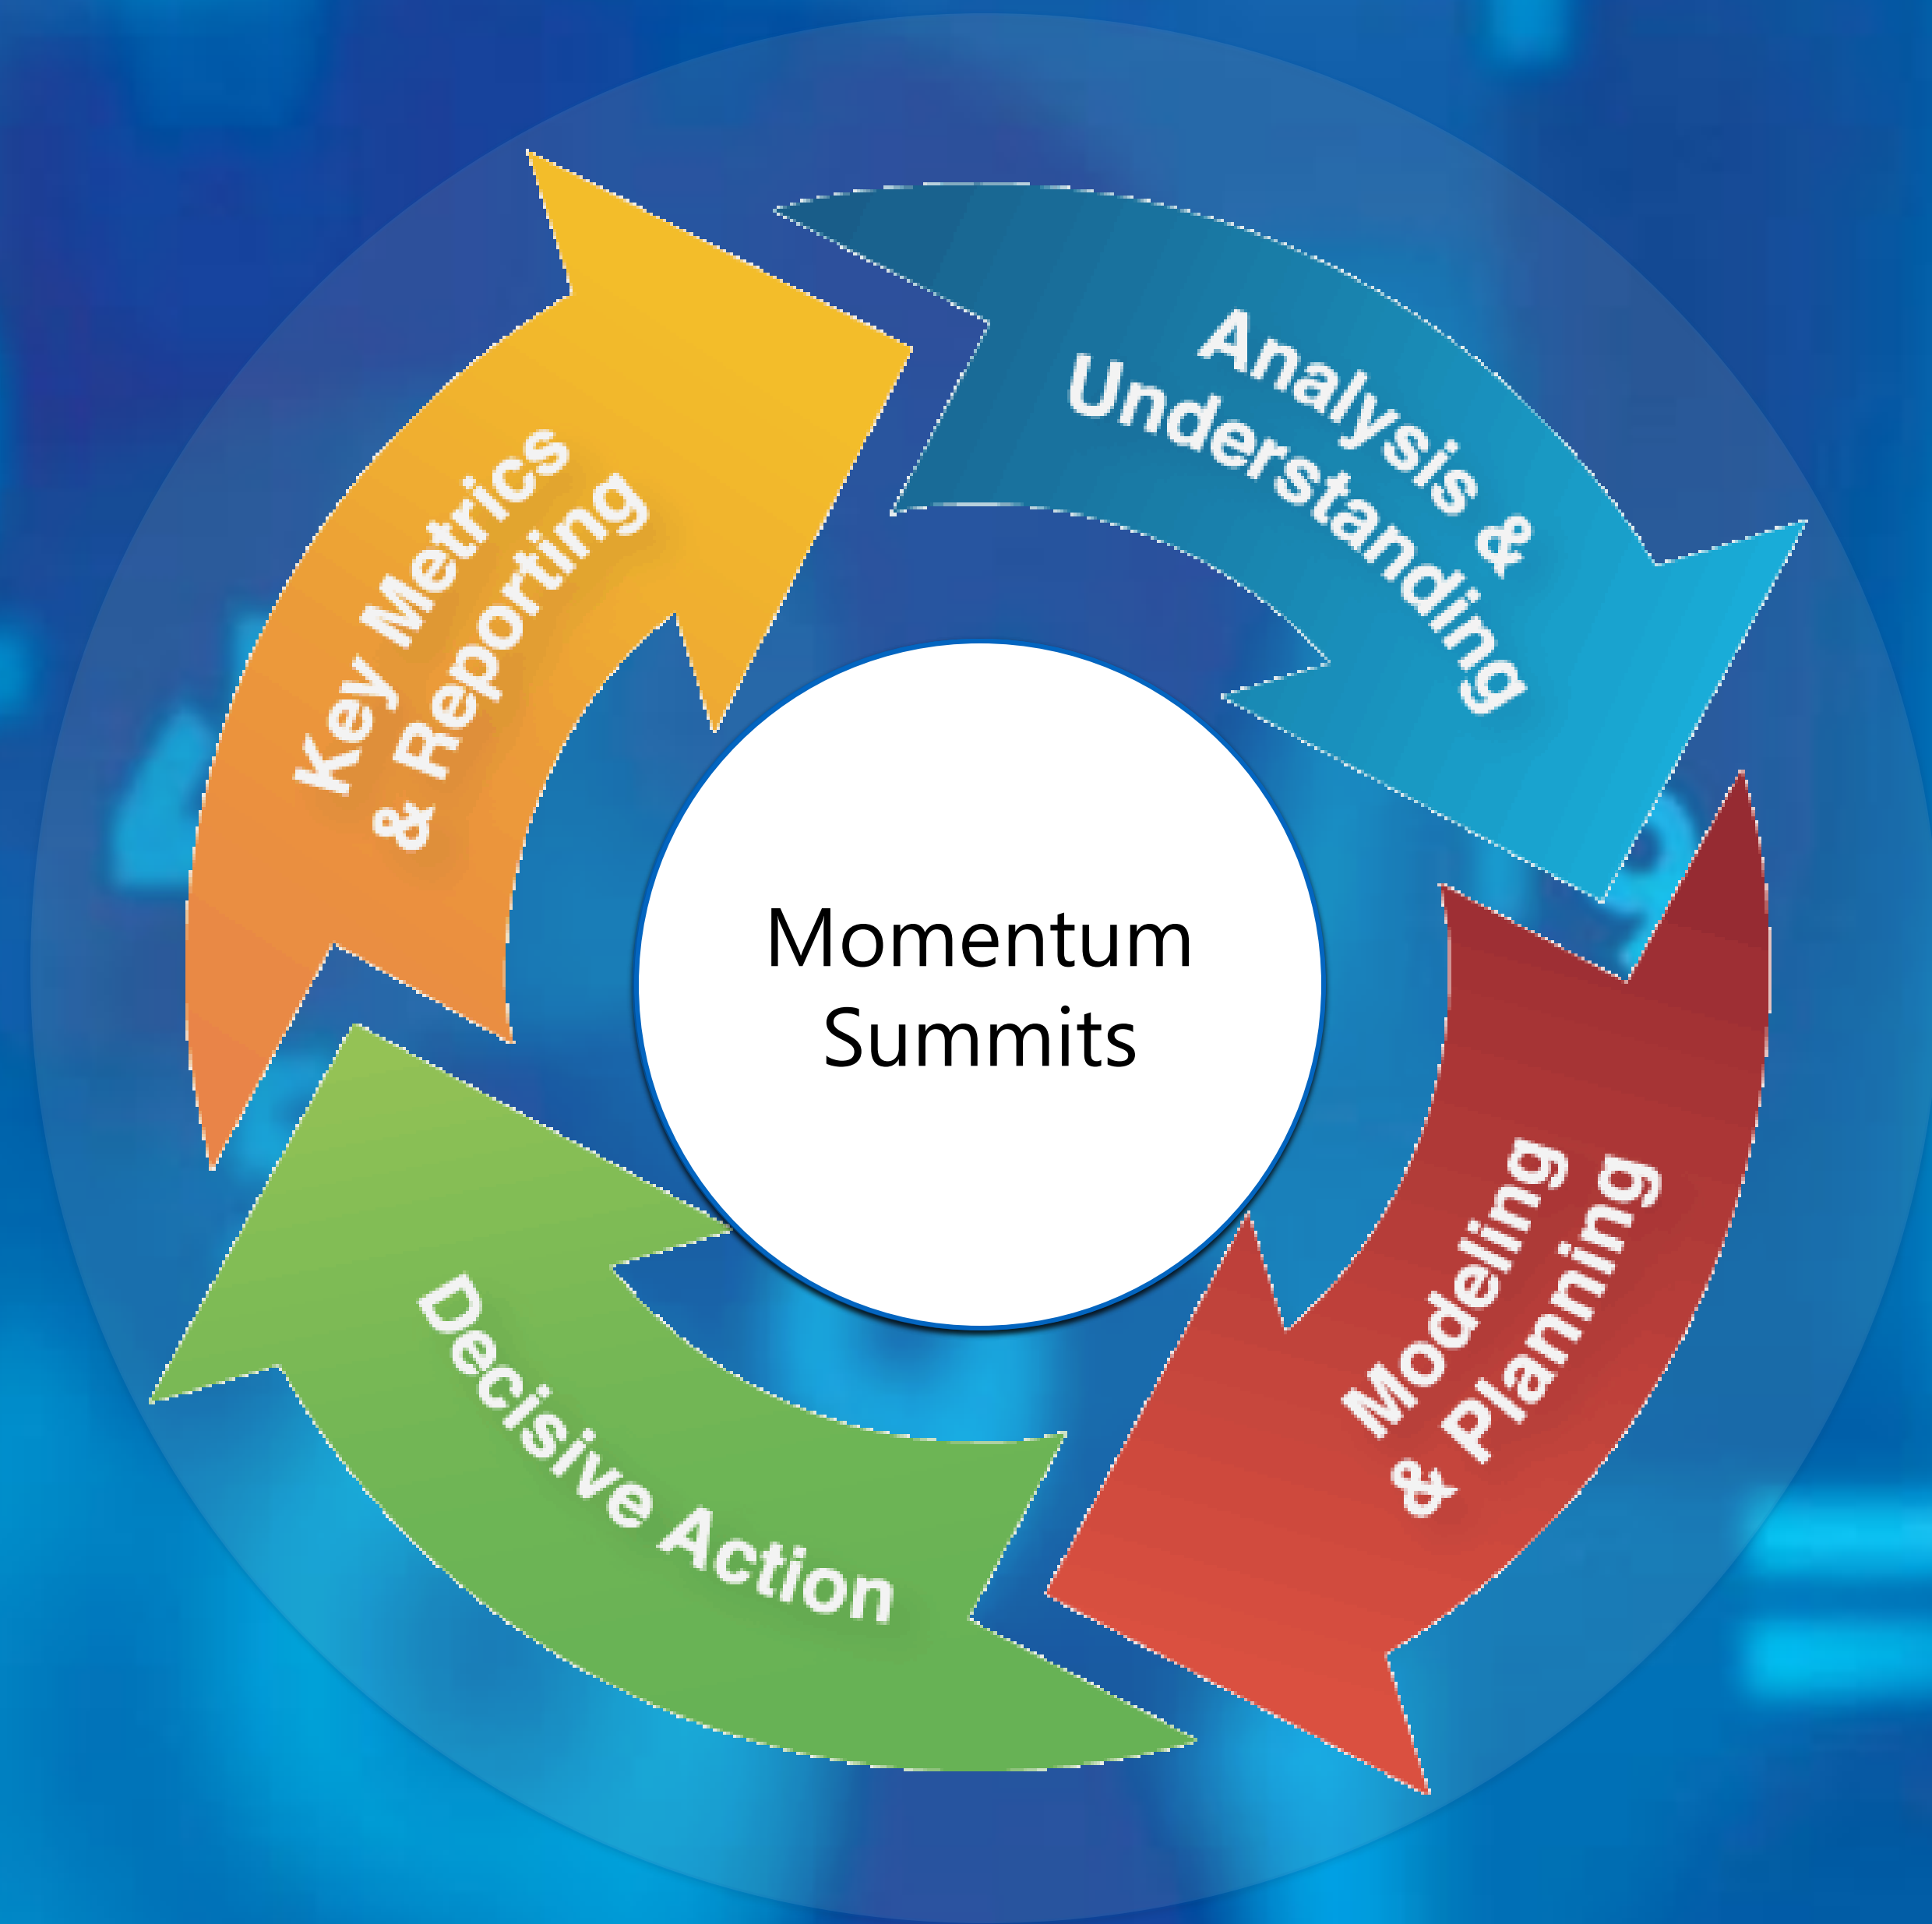 Analysis &
Understanding
Key Metrics
& Reporting
Momentum
Summits
Modeling
& Planning
Decisive Action